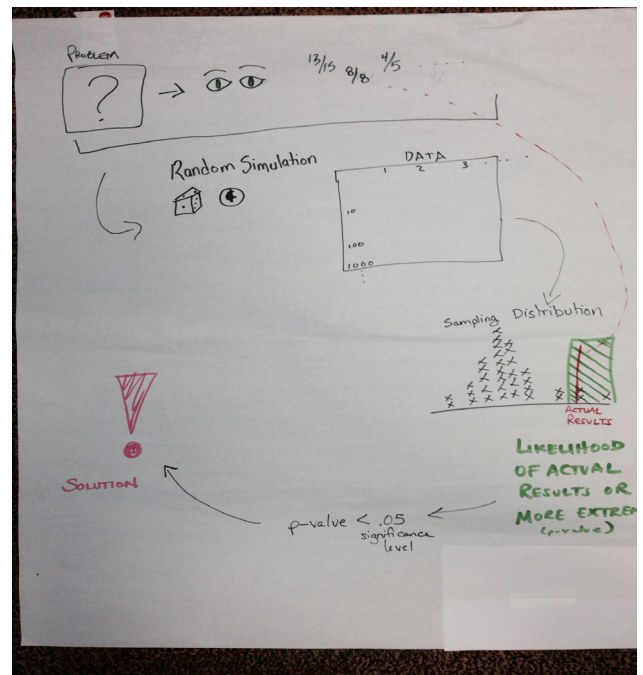 PROBLEM
?
13/15 8/8 4/5
Random Simulation
DATA
1 2 3
10
100
1000
Sampling Distribution
ACTUAL
RESULTS
LIKELIHOOD
OF ACTUAL
RESULTS OR
MORE EXTREM
(p-value)
p-value < .05
significance
level
!
SOLUTION